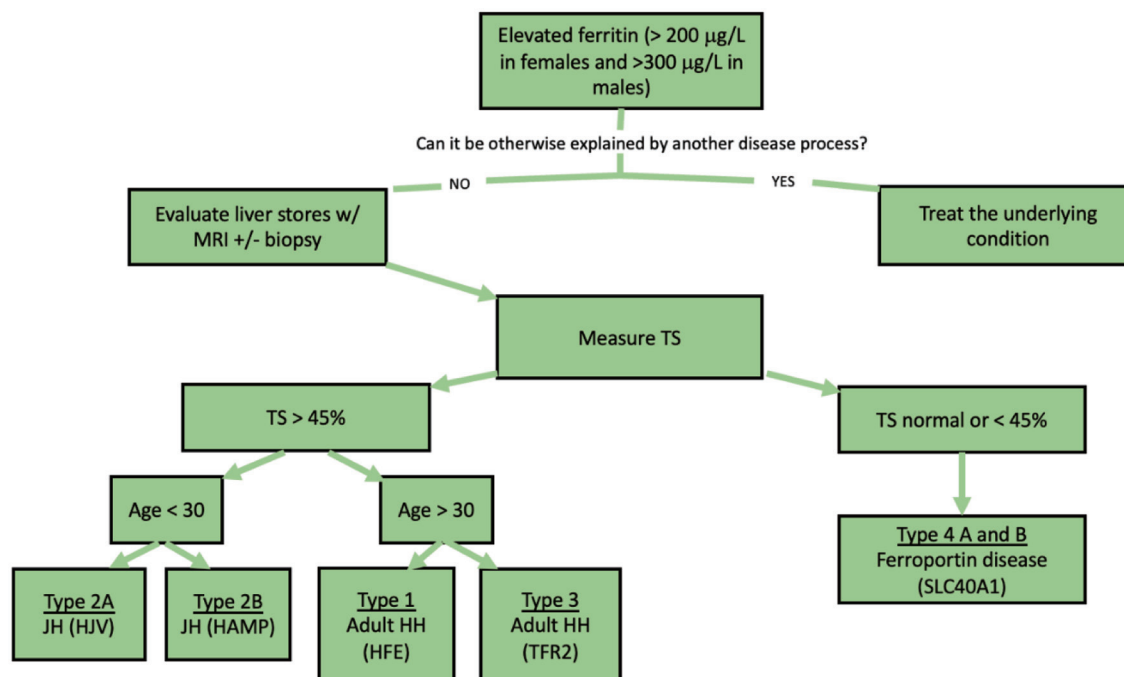 Elevated ferritin (> 200 µg/L
in females and >300 µg/L in
males)
Can it be otherwise explained by another disease process?
NO
YES
Evaluate liver stores w/
MRI +/- biopsy
Treat the underlying
condition
Measure TS
TS > 45%
TS normal or < 45%
Age < 30
Age > 30
Type 4 A and B
Ferroportin disease
(SLC40A1)
Type 2A
JH (HJV)
Type 2B
JH (HAMP)
Type 1
Adult HH
(HFE)
Type 3
Adult HH
(TFR2)